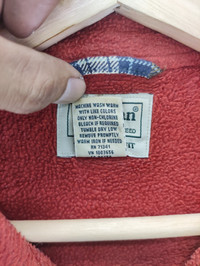 MACHINE WASH WARM
WITH LIKE COLORS
ONLY NON-CHLORINE
BLEACH IF NEEDED
TUMBLE DRY LOW
REMOVE PROMPTLY
WARM IRON IF NEEDED
RN 71341